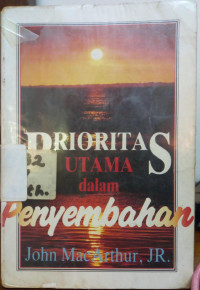 PRIORITAS
UTAMA
dalam
Penyembahan
John MacArthur, JR.